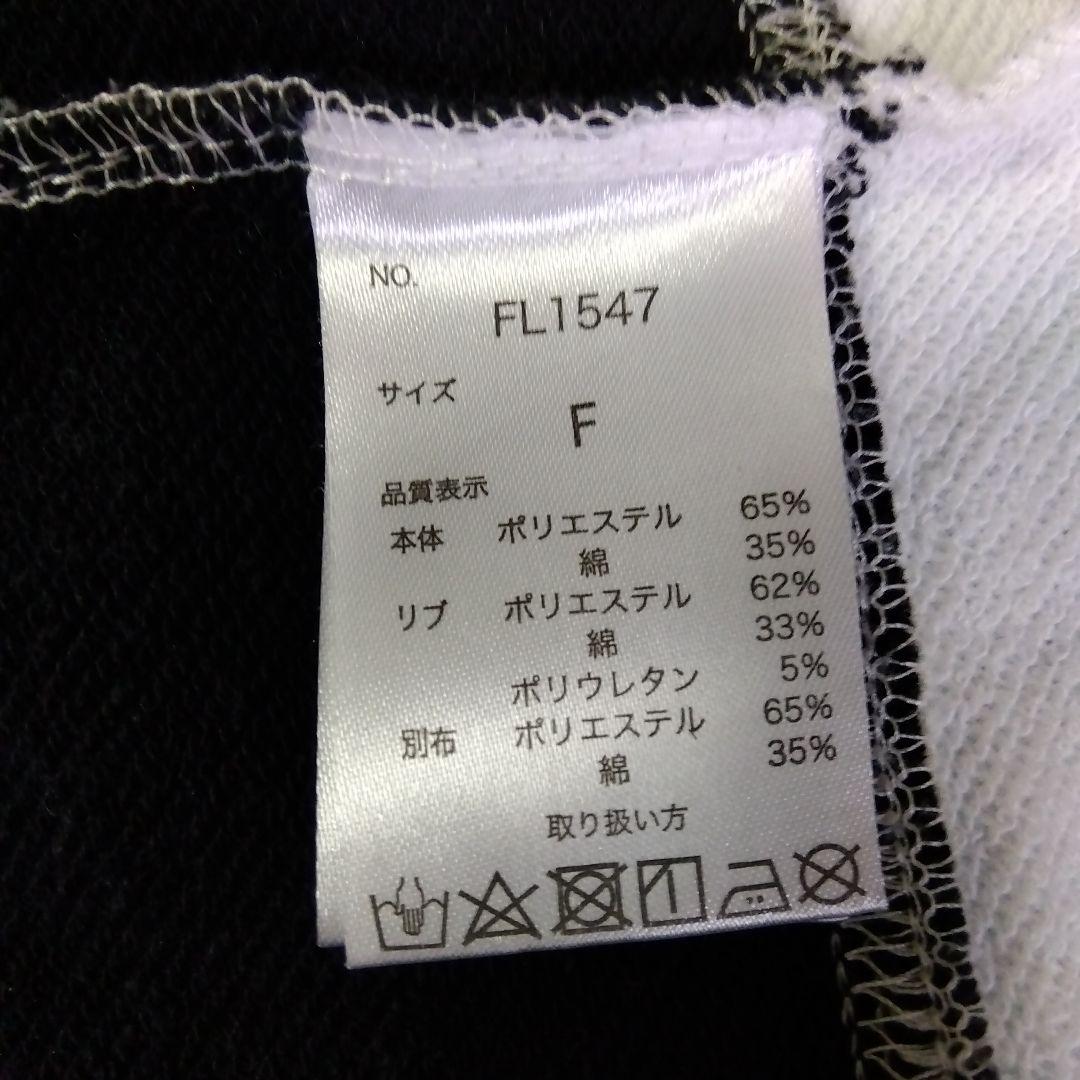 NO.
FL1547
サイズ
F
品質表示
本体 ポリエステル 65%
綿 35%
リブ ポリエステル 62%
綿 33%
ポリウレタン 5%
別布 ポリエステル 65%
綿 35%
取り扱い方